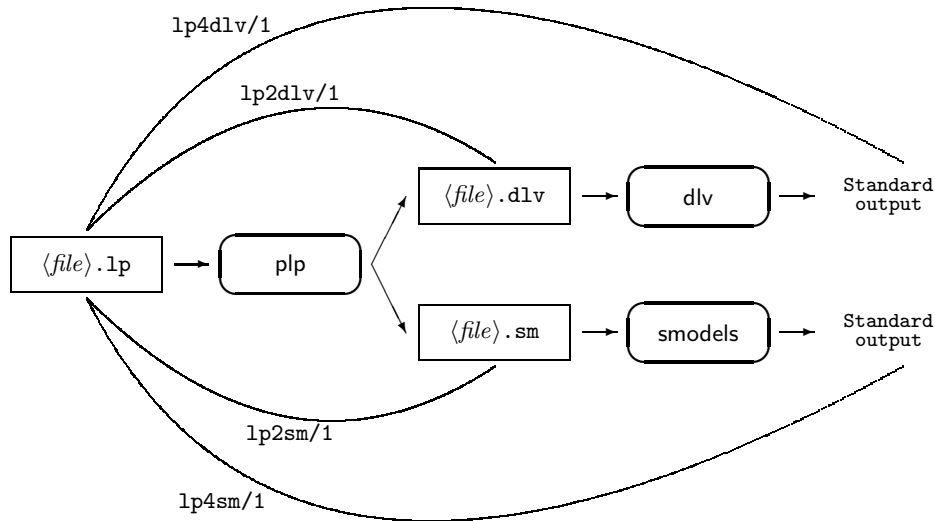 lp4dlv/1
lp2dlv/1
⟨file⟩.dlv
dlv
Standard
output
⟨file⟩.lp
plp
⟨file⟩.sm
smodels
Standard
output
lp2sm/1
lp4sm/1